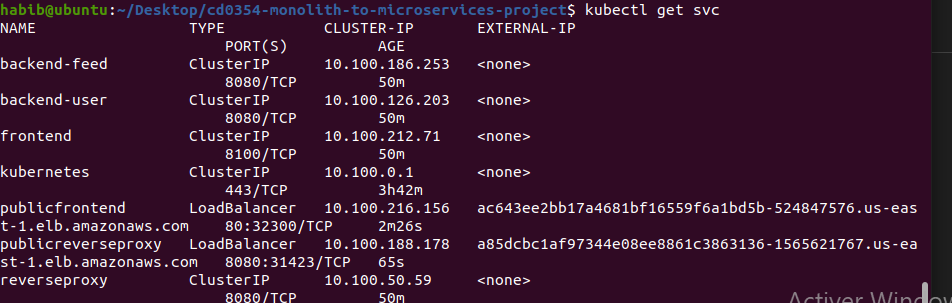 habib@ubuntu:~/Desktop/cd0354-monolith-to-microservices-project$ kubectl get svc
NAME TYPE CLUSTER-IP EXTERNAL-IP
PORT(S) AGE
backend-feed ClusterIP 10.100.186.253 <none>
8080/TCP 50m
backend-user ClusterIP 10.100.126.203 <none>
8080/TCP 50m
frontend ClusterIP 10.100.212.71 <none>
8100/TCP 50m
kubernetes ClusterIP 10.100.0.1 <none>
443/TCP 3h42m
publicfrontend LoadBalancer 10.100.216.156 ac643ee2bb17a4681bf16559f6a1bd5b-524847576.us-eas
t-1.elb.amazonaws.com 80:32300/TCP 2m26s
publicreverseproxy LoadBalancer 10.100.188.178 a85dcbc1af97344e08ee8861c3863136-1565621767.us-ea
st-1.elb.amazonaws.com 8080:31423/TCP 65s
reverseproxy ClusterIP 10.100.50.59 <none>
8080/TCP 50m
Activer Window